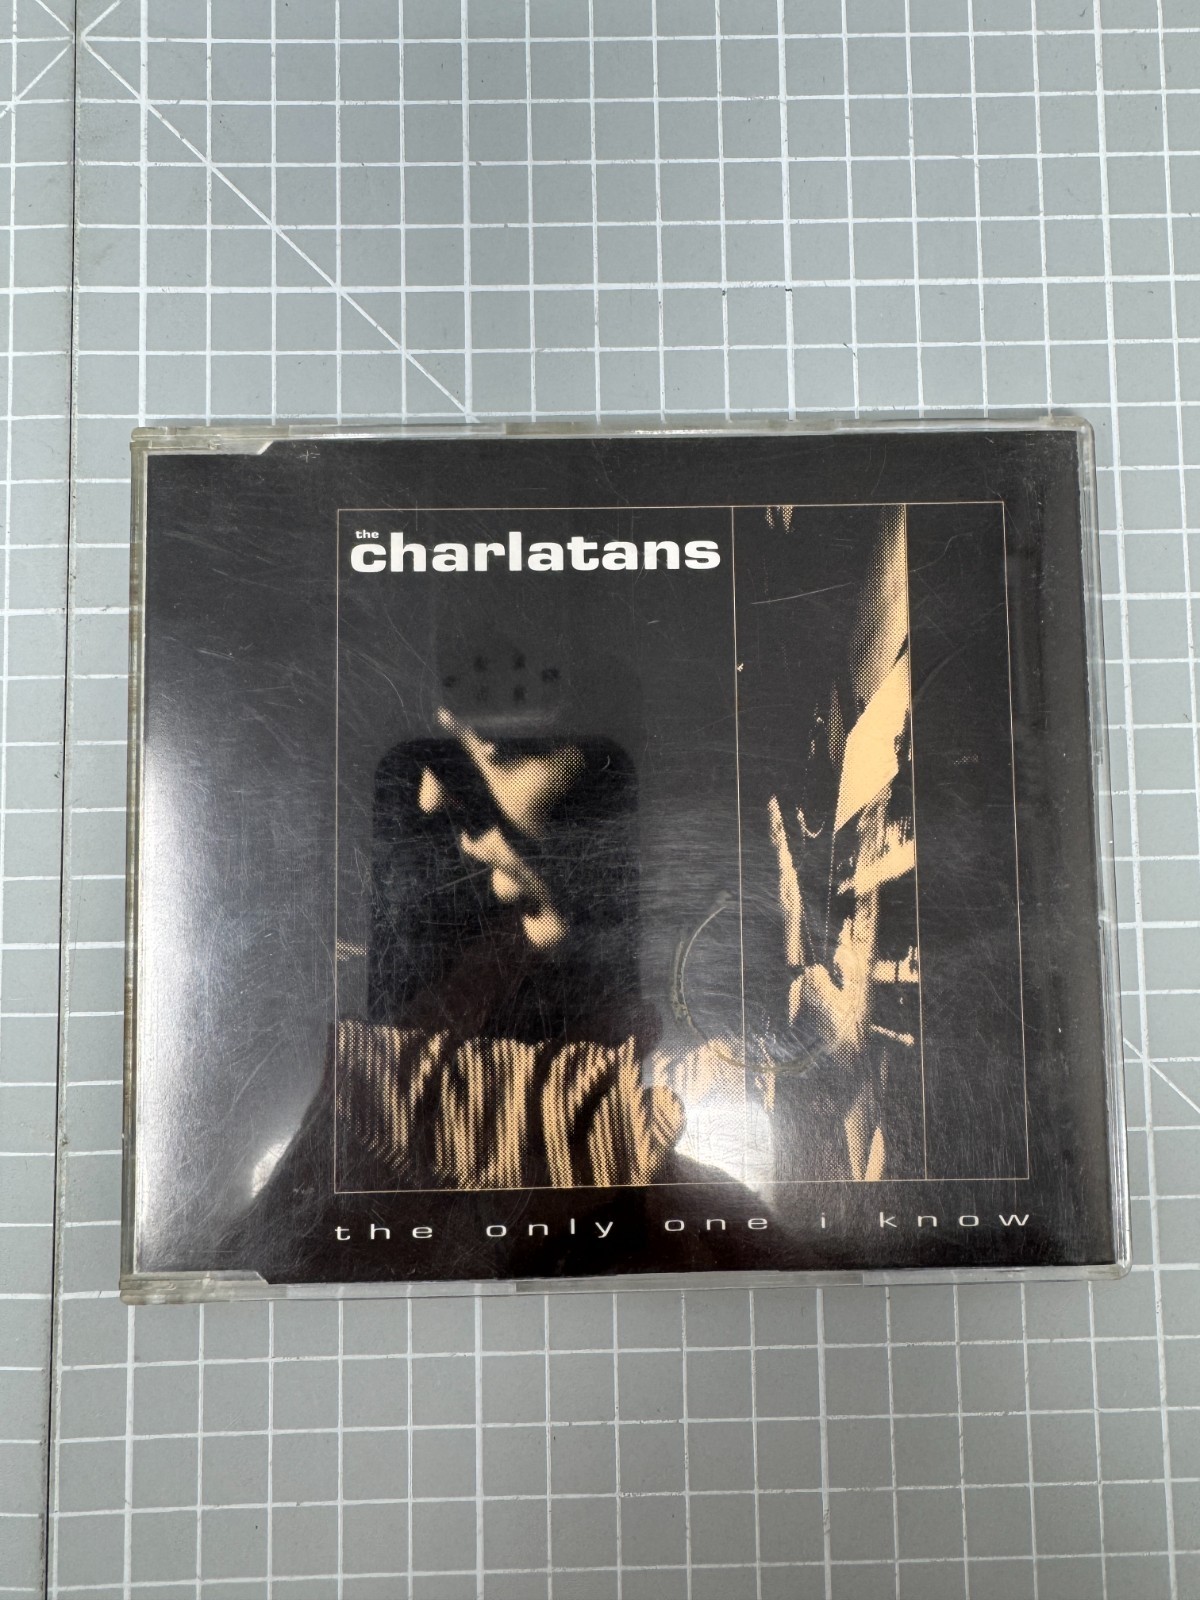 the
charlatans
the only one i know